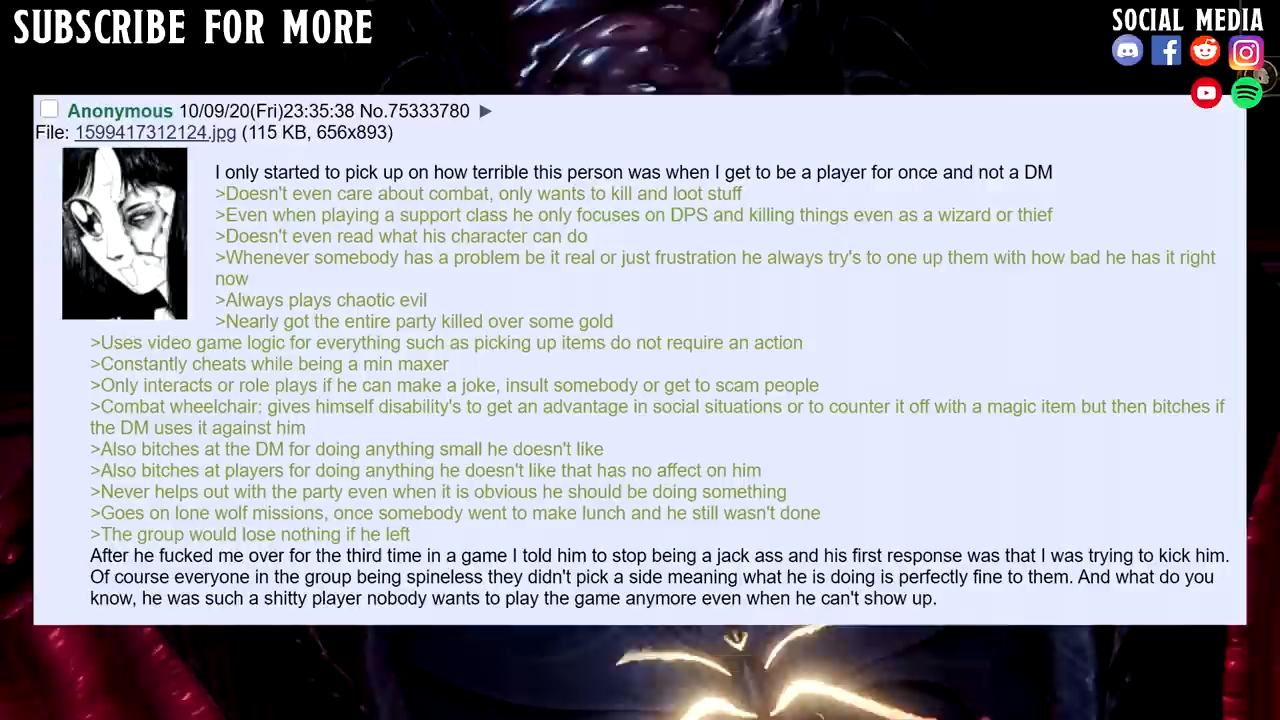 SUBSCRIBE FOR MORE
SOCIAL MEDIA
Anonymous 10/09/20(Fri)23:35:38 No.75333780 ▶
File: 1599417312124.jpg (115 KB, 656x893)
I only started to pick up on how terrible this person was when I get to be a player for once and not a DM
>Doesn't even care about combat, only wants to kill and loot stuff
>Even when playing a support class he only focuses on DPS and killing things even as a wizard or thief
>Doesn't even read what his character can do
>Whenever somebody has a problem be it real or just frustration he always try's to one up them with how bad he has it right
now
>Always plays chaotic evil
>Nearly got the entire party killed over some gold
>Uses video game logic for everything such as picking up items do not require an action
>Constantly cheats while being a min maxer
>Only interacts or role plays if he can make a joke, insult somebody or get to scam people
>Combat wheelchair: gives himself disability's to get an advantage in social situations or to counter it off with a magic item but then bitches if
the DM uses it against him
>Also bitches at the DM for doing anything small he doesn't like
>Also bitches at players for doing anything he doesn't like that has no affect on him
>Never helps out with the party even when it is obvious he should be doing something
>Goes on lone wolf missions, once somebody went to make lunch and he still wasn't done
>The group would lose nothing if he left
After he fucked me over for the third time in a game I told him to stop being a jack ass and his first response was that I was trying to kick him.
Of course everyone in the group being spineless they didn't pick a side meaning what he is doing is perfectly fine to them. And what do you
know, he was such a shitty player nobody wants to play the game anymore even when he can't show up.